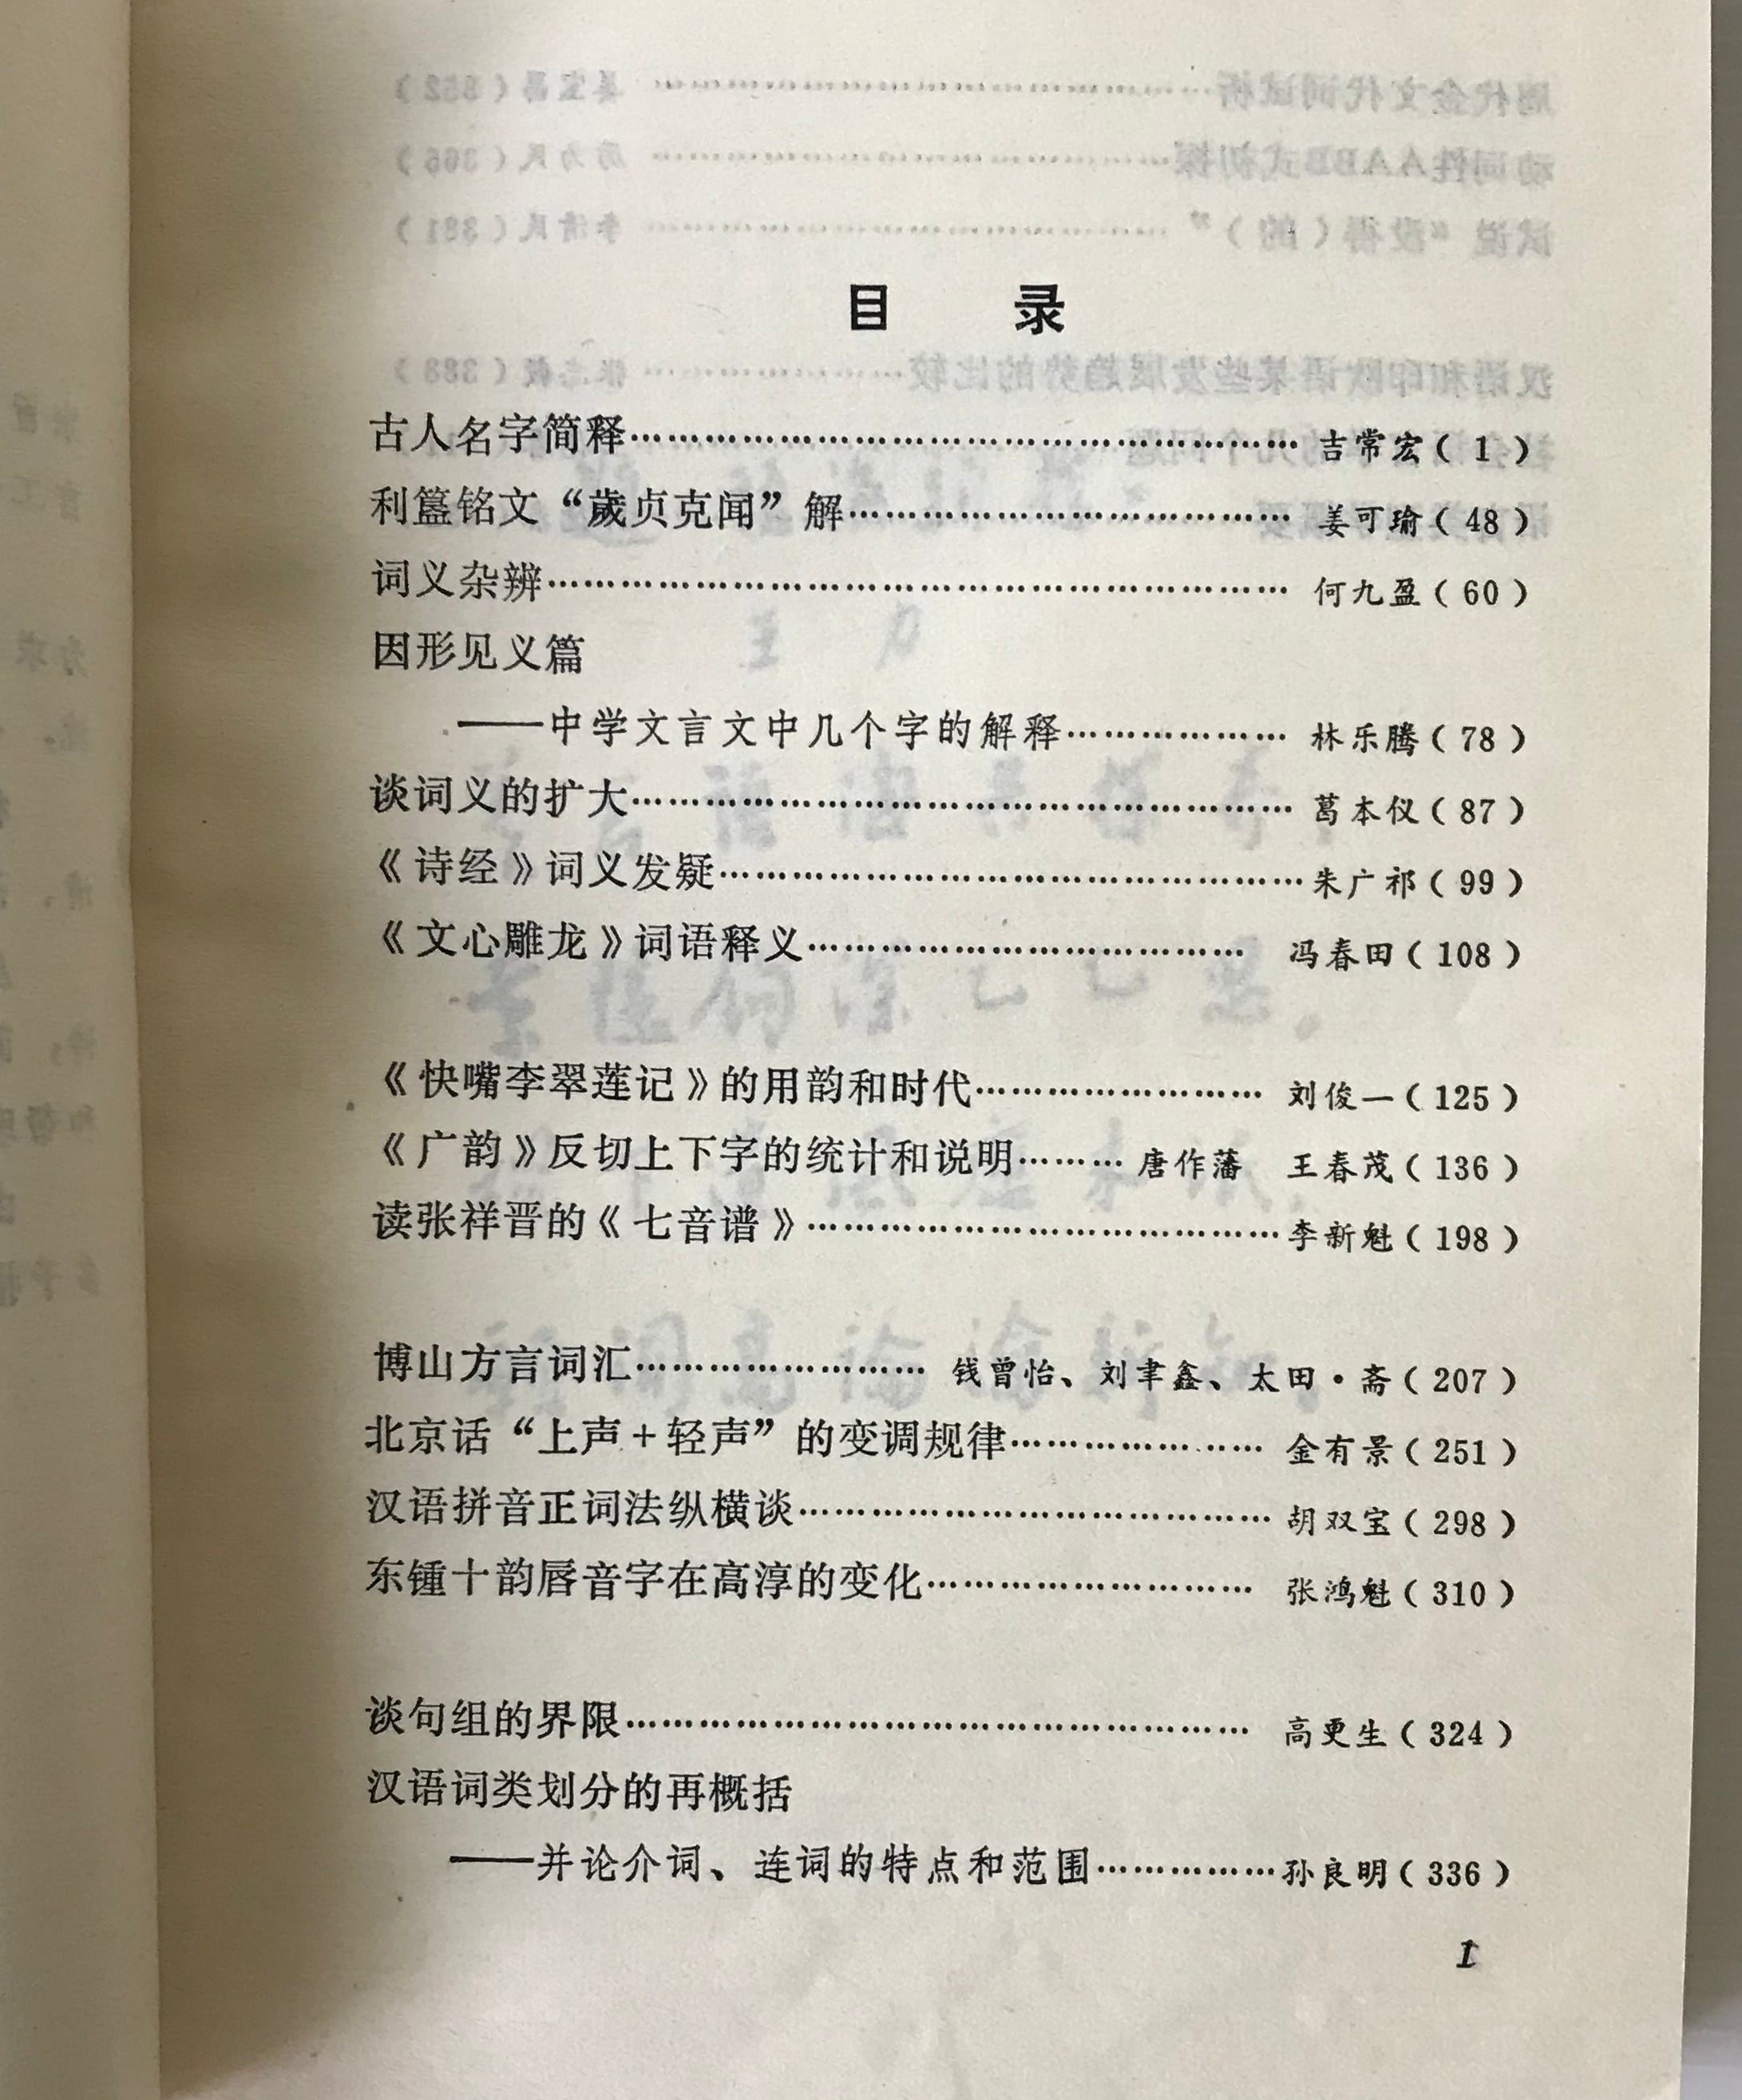 目 录
古人名字简释…………………………………………………… 吉常宏( 1 )
利簋铭文“歲贞克闻”解………………………………… 姜可瑜( 48 )
词义杂辨………………………………………………………… 何九盈( 60 )
因形见义篇
——中学文言文中几个字的解释……………… 林乐腾( 78 )
谈词义的扩大…………………………………………………… 葛本仪( 87 )
《诗经》词义发疑……………………………………………朱广祁( 99 )
《文心雕龙》词语释义………………………………… 冯春田( 108 )
《快嘴李翠莲记》的用韵和时代…………………… 刘俊一( 125 )
《广韵》反切上下字的统计和说明……… 唐作藩 王春茂( 136 )
读张祥晋的《七音谱》……………………………………李新魁( 198 )
博山方言词汇…………………… 钱曾怡、刘聿鑫、太田·斋( 207 )
北京话“上声+轻声”的变调规律………………… 金有景( 251 )
汉语拼音正词法纵横谈…………………………………… 胡双宝( 298 )
东锺十韵唇音字在高淳的变化……………………… 张鸿魁( 310 )
谈句组的界限……………………………………………… 高更生( 324 )
汉语词类划分的再概括
——并论介词、连词的特点和范围……………孙良明( 336 )
1